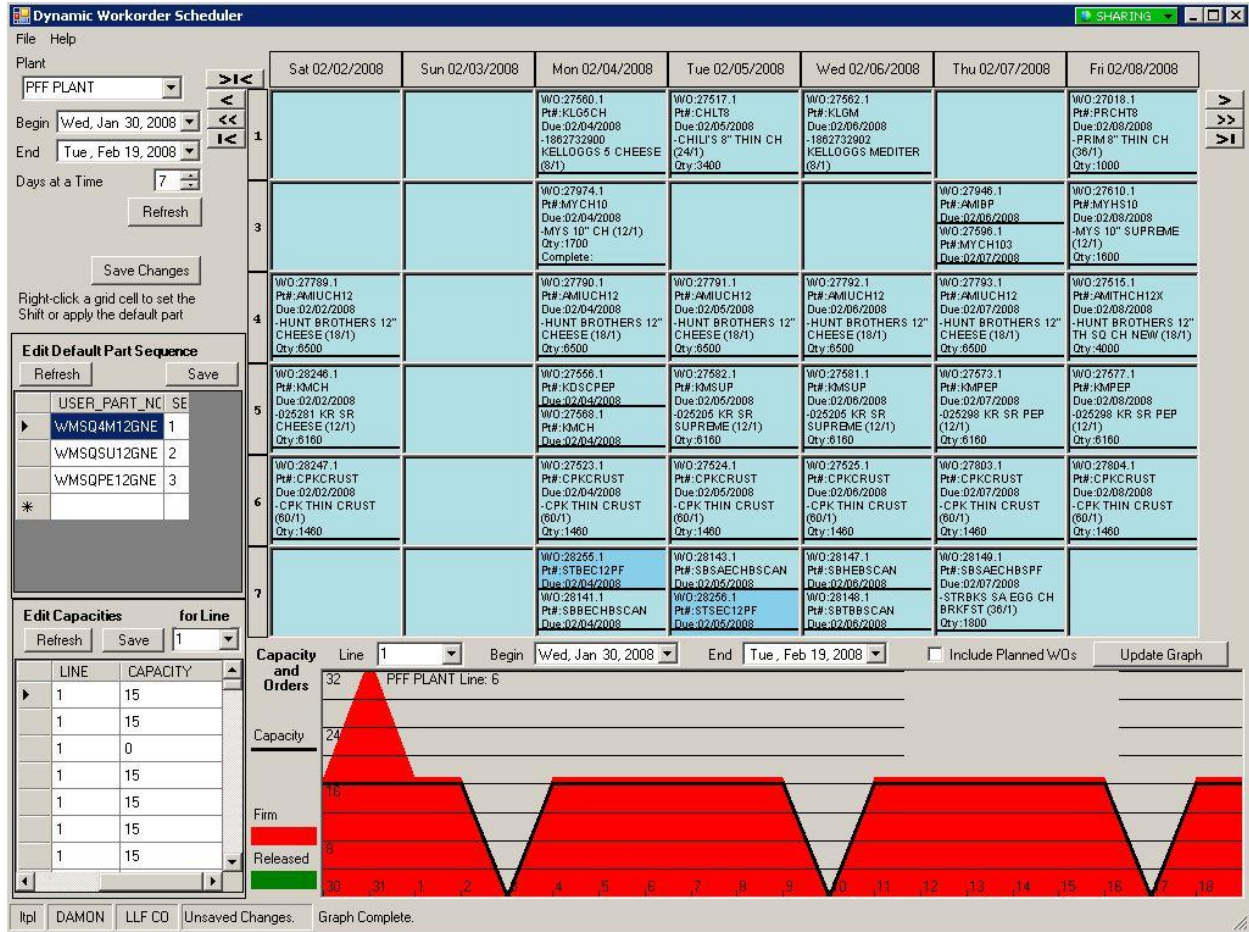 Dynamic Workorder Scheduler
SHARING
File Help
Plant
PFF PLANT
>I<
<
<<
I<
Begin Wed, Jan 30, 2008
End Tue , Feb 19, 2008
Days at a Time 7
Refresh
Save Changes
Right-click a grid cell to set the
Shift or apply the default part
Edit Default Part Sequence
Refresh Save
USER_PART_NC SE
WMSQ4M12GNE 1
WMSQSU12GNE 2
WMSQPE12GNE 3
Edit Capacities for Line
Refresh Save 1
LINE CAPACITY
1 15
1 15
1 0
1 15
1 15
1 15
1 15
Sat 02/02/2008 Sun 02/03/2008 Mon 02/04/2008 Tue 02/05/2008 Wed 02/06/2008 Thu 02/07/2008 Fri 02/08/2008
>
>>
>I
1
WO:27560.1
Pt#:KLG5CH
Due:02/04/2008
-1862732900
KELLOGGS 5 CHEESE
(8/1)
WO:27517.1
Pt#:CHLT8
Due:02/05/2008
-CHILI'S 8" THIN CH
(24/1)
Qty:3400
WO:27562.1
Pt#:KLGM
Due:02/06/2008
-1862732902
KELLOGGS MEDITER
(8/1)
WO:27018.1
Pt#:PRCHT8
Due:02/08/2008
-PRIM 8" THIN CH
(36/1)
Qty:1000
3
WO:27974.1
Pt#:MYCH10
Due:02/04/2008
-MYS 10" CH (12/1)
Qty:1700
Complete:
WO:27946.1
Pt#:AMIBP
Due:02/06/2008
WO:27596.1
Pt#:MYCH103
Due:02/07/2008
WO:27610.1
Pt#:MYHS10
Due:02/08/2008
-MYS 10" SUPREME
(12/1)
Qty:1600
4
WO:27789.1
Pt#:AMIUCH12
Due:02/02/2008
-HUNT BROTHERS 12"
CHEESE (18/1)
Qty:6500
WO:27790.1
Pt#:AMIUCH12
Due:02/04/2008
-HUNT BROTHERS 12"
CHEESE (18/1)
Qty:6500
WO:27791.1
Pt#:AMIUCH12
Due:02/05/2008
-HUNT BROTHERS 12"
CHEESE (18/1)
Qty:6500
WO:27792.1
Pt#:AMIUCH12
Due:02/06/2008
-HUNT BROTHERS 12"
CHEESE (18/1)
Qty:6500
WO:27793.1
Pt#:AMIUCH12
Due:02/07/2008
-HUNT BROTHERS 12"
CHEESE (18/1)
Qty:6500
WO:27515.1
Pt#:AMITHCH12X
Due:02/08/2008
-HUNT BROTHERS 12"
TH SQ CH NEW (18/1)
Qty:4000
5
WO:28246.1
Pt#:KMCH
Due:02/02/2008
-025281 KR SR
CHEESE (12/1)
Qty:6160
WO:27556.1
Pt#:KDSCPEP
Due:02/04/2008
WO:27568.1
Pt#:KMCH
Due:02/04/2008
WO:27582.1
Pt#:KMSUP
Due:02/05/2008
-025205 KR SR
SUPREME (12/1)
Qty:6160
WO:27581.1
Pt#:KMSUP
Due:02/06/2008
-025205 KR SR
SUPREME (12/1)
Qty:6160
WO:27573.1
Pt#:KMPEP
Due:02/07/2008
-025298 KR SR PEP
(12/1)
Qty:6160
WO:27577.1
Pt#:KMPEP
Due:02/08/2008
-025298 KR SR PEP
(12/1)
Qty:6160
6
WO:28247.1
Pt#:CPKCRUST
Due:02/02/2008
-CPK THIN CRUST
(60/1)
Qty:1460
WO:27523.1
Pt#:CPKCRUST
Due:02/04/2008
-CPK THIN CRUST
(60/1)
Qty:1460
WO:27524.1
Pt#:CPKCRUST
Due:02/05/2008
-CPK THIN CRUST
(60/1)
Qty:1460
WO:27525.1
Pt#:CPKCRUST
Due:02/06/2008
-CPK THIN CRUST
(60/1)
Qty:1460
WO:27803.1
Pt#:CPKCRUST
Due:02/07/2008
-CPK THIN CRUST
(60/1)
Qty:1460
WO:27804.1
Pt#:CPKCRUST
Due:02/08/2008
-CPK THIN CRUST
(60/1)
Qty:1460
7
WO:28255.1
Pt#:STBEC12PF
Due:02/04/2008
WO:28141.1
Pt#:SBBECHBSCAN
Due:02/04/2008
WO:28143.1
Pt#:SBSAECHBSCAN
Due:02/05/2008
WO:28256.1
Pt#:STSEC12PF
Due:02/05/2008
WO:28147.1
Pt#:SBHEBSCAN
Due:02/06/2008
WO:28148.1
Pt#:SBTBBSCAN
Due:02/06/2008
WO:28149.1
Pt#:SBSAECHBSPF
Due:02/07/2008
-STRBKS SA EGG CH
BRKFST (36/1)
Qty:1800
Capacity
and
Orders
Line 1 Begin Wed, Jan 30, 2008 End Tue , Feb 19, 2008 Include Planned WOs Update Graph
Capacity
Firm
Released
PFF PLANT Line: 6
32
24
16
8
30 ,31 ,1 ,2 ,3 ,4 ,5 ,6 ,7 ,8 ,9 ,10 ,11 ,12 ,13 ,14 ,15 ,16 ,17 ,18
ltpl DAMON LLF CO Unsaved Changes. Graph Complete.